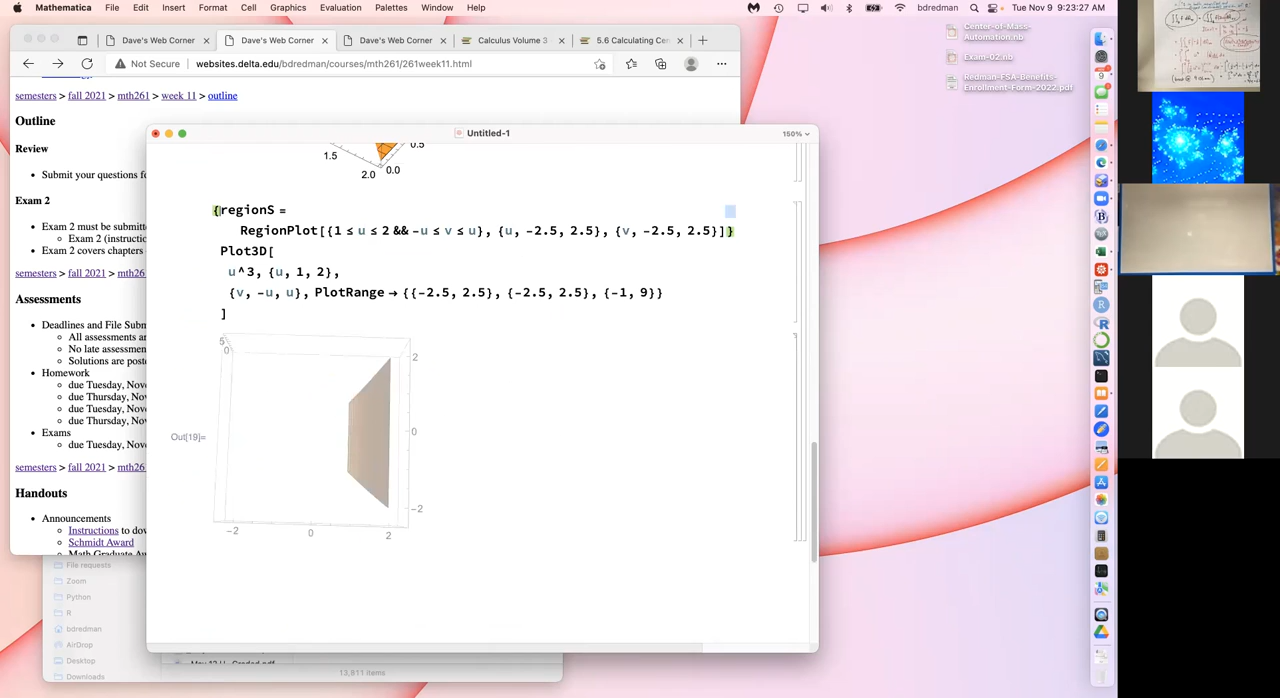 Mathematica File Edit Insert Format Cell Graphics Evaluation Palettes Window Help bdredman Tue Nov 9 9:23:27 AM
Dave's Web Corner Dave's Web Corn Dave's Web Corner Calculus Volume 3 5.6 Calculating Cen
Not Secure websites.delta.edu/bdredman/courses/mth261/261week11.html
Center-of-Mass-
Automation.nb
Exam-02.nb
Redman-FSA-Benefits-
Enrollment-Form-2022.pdf
semesters > fall 2021 > mth261 > week 11 > outline
Outline
Review
Submit your questions f
Exam 2
Exam 2 must be submitte
Exam 2 (instructio
Exam 2 covers chapters
semesters > fall 2021 > mth2
Assessments
Deadlines and File Subm
All assessments ar
No late assessmen
Solutions are poste
Homework
due Tuesday, Nove
due Thursday, Nov
due Tuesday, Nove
due Thursday, Nov
Exams
due Tuesday, Nov
semesters > fall 2021 > mth26
Handouts
Announcements
Instructions to dow
Schmidt Award
Untitled-1
150%
0.5
1.5
2.0 0.0
{regionS =
RegionPlot[{1 ≤ u ≤ 2 && -u ≤ v ≤ u}, {u, -2.5, 2.5}, {v, -2.5, 2.5}]}
Plot3D[
u^3, {u, 1, 2},
{v, -u, u}, PlotRange → {{-2.5, 2.5}, {-2.5, 2.5}, {-1, 9}}
]
Out[19]=
5
0
2
0
-2
-2 0 2
File requests
Zoom
Python
R
bdredman
AirDrop
Desktop
Downloads
13,811 items